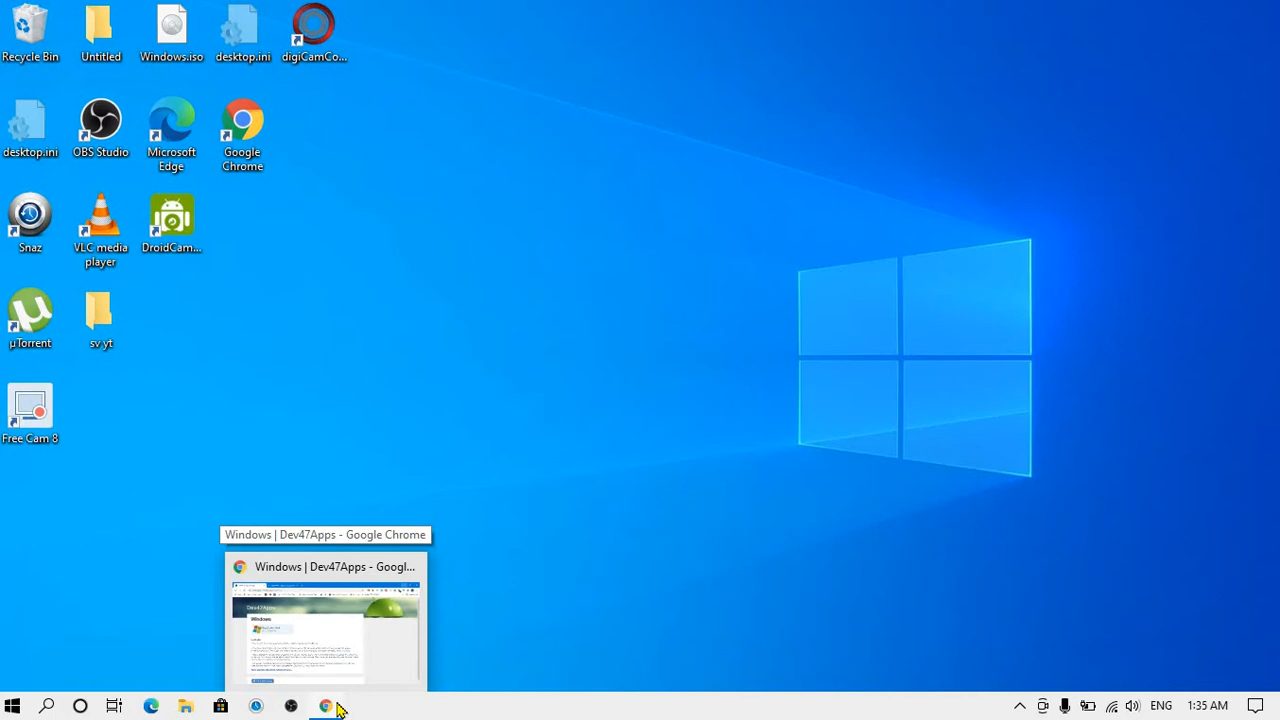 Recycle Bin
Untitled
Windows.iso
desktop.ini
digiCamCo...
desktop.ini
OBS Studio
Microsoft
Edge
Google
Chrome
Snaz
VLC media
player
DroidCam...
µTorrent
sv yt
Free Cam 8
Windows | Dev47Apps - Google Chrome
Windows | Dev47Apps - Googl...
Dev47Apps
Windows
ENG
1:35 AM